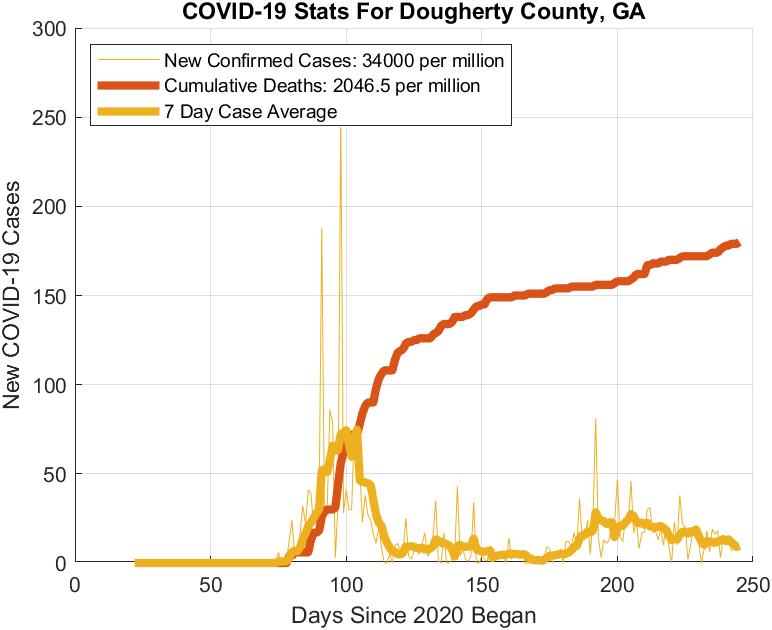 COVID-19 Stats For Dougherty County, GA
New Confirmed Cases: 34000 per million
Cumulative Deaths: 2046.5 per million
7 Day Case Average
New COVID-19 Cases
300
250
200
150
100
50
0
0 50 100 150 200 250
Days Since 2020 Began